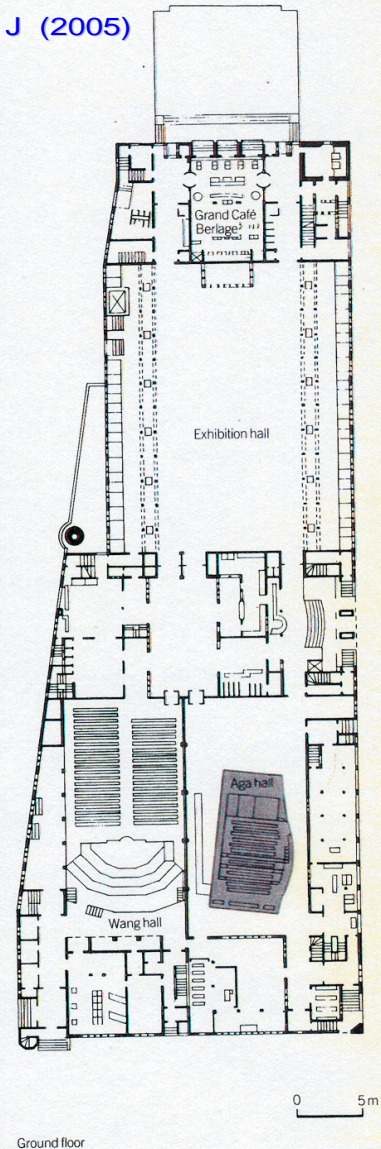 J (2005)
Grand Café
Berlage
Exhibition hall
Aga hall
Wang hall
0 5 m
Ground floor